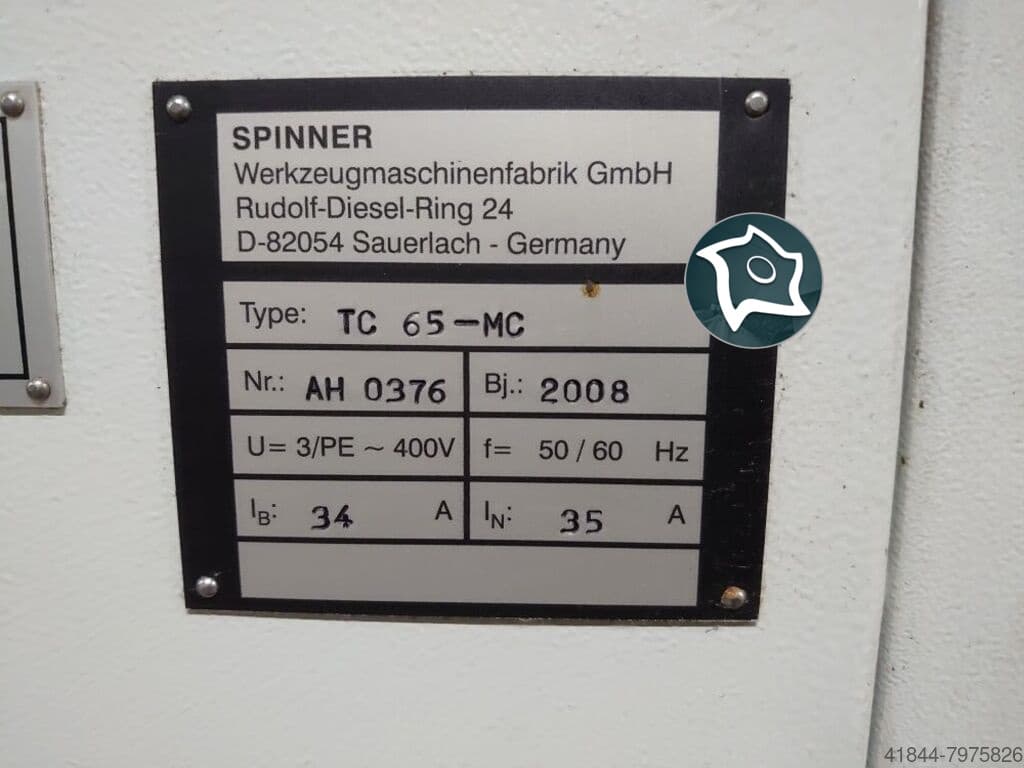 SPINNER
Werkzeugmaschinenfabrik GmbH
Rudolf-Diesel-Ring 24
D-82054 Sauerlach - Germany
Type: TC 65-MC
Nr.: AH 0376 Bj.: 2008
U= 3/PE ~ 400V f= 50 / 60 Hz
IB: 34 A IN: 35 A
41844-7975826